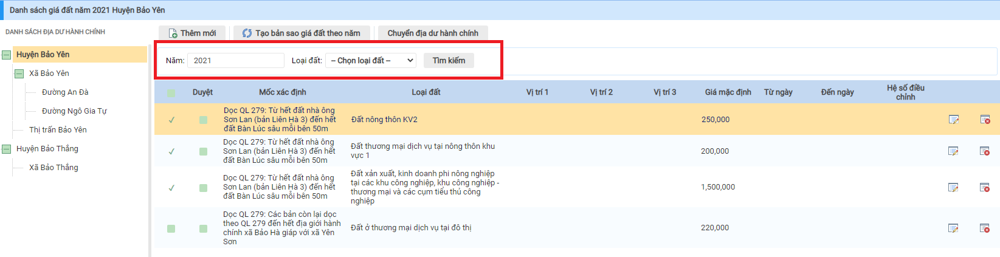 Danh sách giá đất năm 2021 Huyện Bảo Yên
DANH SÁCH ĐỊA DƯ HÀNH CHÍNH
Huyện Bảo Yên
Xã Bảo Yên
Đường An Đà
Đường Ngô Gia Tự
Thị trấn Bảo Yên
Huyện Bảo Thắng
Xã Bảo Thắng
Thêm mới
Tạo bản sao giá đất theo năm
Chuyển địa dư hành chính
Năm: 2021 Loại đất: -- Chọn loại đất -- Tìm kiếm
Duyệt Mốc xác định Loại đất Vị trí 1 Vị trí 2 Vị trí 3 Giá mặc định Từ ngày Đến ngày Hệ số điều
chỉnh
Dọc QL 279: Từ hết đất nhà ông
Sơn Lan (bản Liên Hà 3) đến hết
đất Bàn Lúc sâu mỗi bên 50m
Đất nông thôn KV2
250,000
Dọc QL 279: Từ hết đất nhà ông
Sơn Lan (bản Liên Hà 3) đến hết
đất Bàn Lúc sâu mỗi bên 50m
Đất thương mại dịch vụ tại nông thôn khu
vực 1
200,000
Dọc QL 279: Từ hết đất nhà ông
Sơn Lan (bản Liên Hà 3) đến hết
đất Bàn Lúc sâu mỗi bên 50m
Đất xản xuất, kinh doanh phi nông nghiệp
tại các khu công nghiệp, khu công nghiệp -
thương mại và các cụm tiểu thủ công
nghiệp
1,500,000
Dọc QL 279: Các bản còn lại dọc
theo QL 279 đến hết địa giới hành
chính xã Bảo Hà giáp với xã Yên
Sơn
Đất ở thương mại dịch vụ tại đô thị
220,000